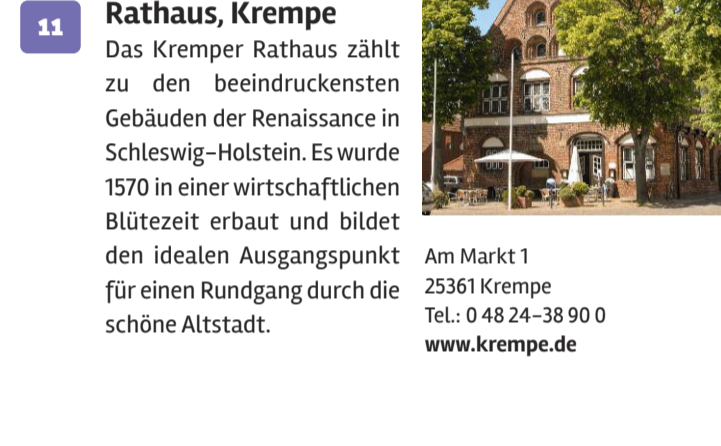 11
Rathaus, Krempe
Das Kremper Rathaus zählt
zu den beeindruckensten
Gebäuden der Renaissance in
Schleswig-Holstein. Es wurde
1570 in einer wirtschaftlichen
Blütezeit erbaut und bildet
den idealen Ausgangspunkt
für einen Rundgang durch die
schöne Altstadt.
Am Markt 1
25361 Krempe
Tel.: 0 48 24-38 90 0
www.krempe.de